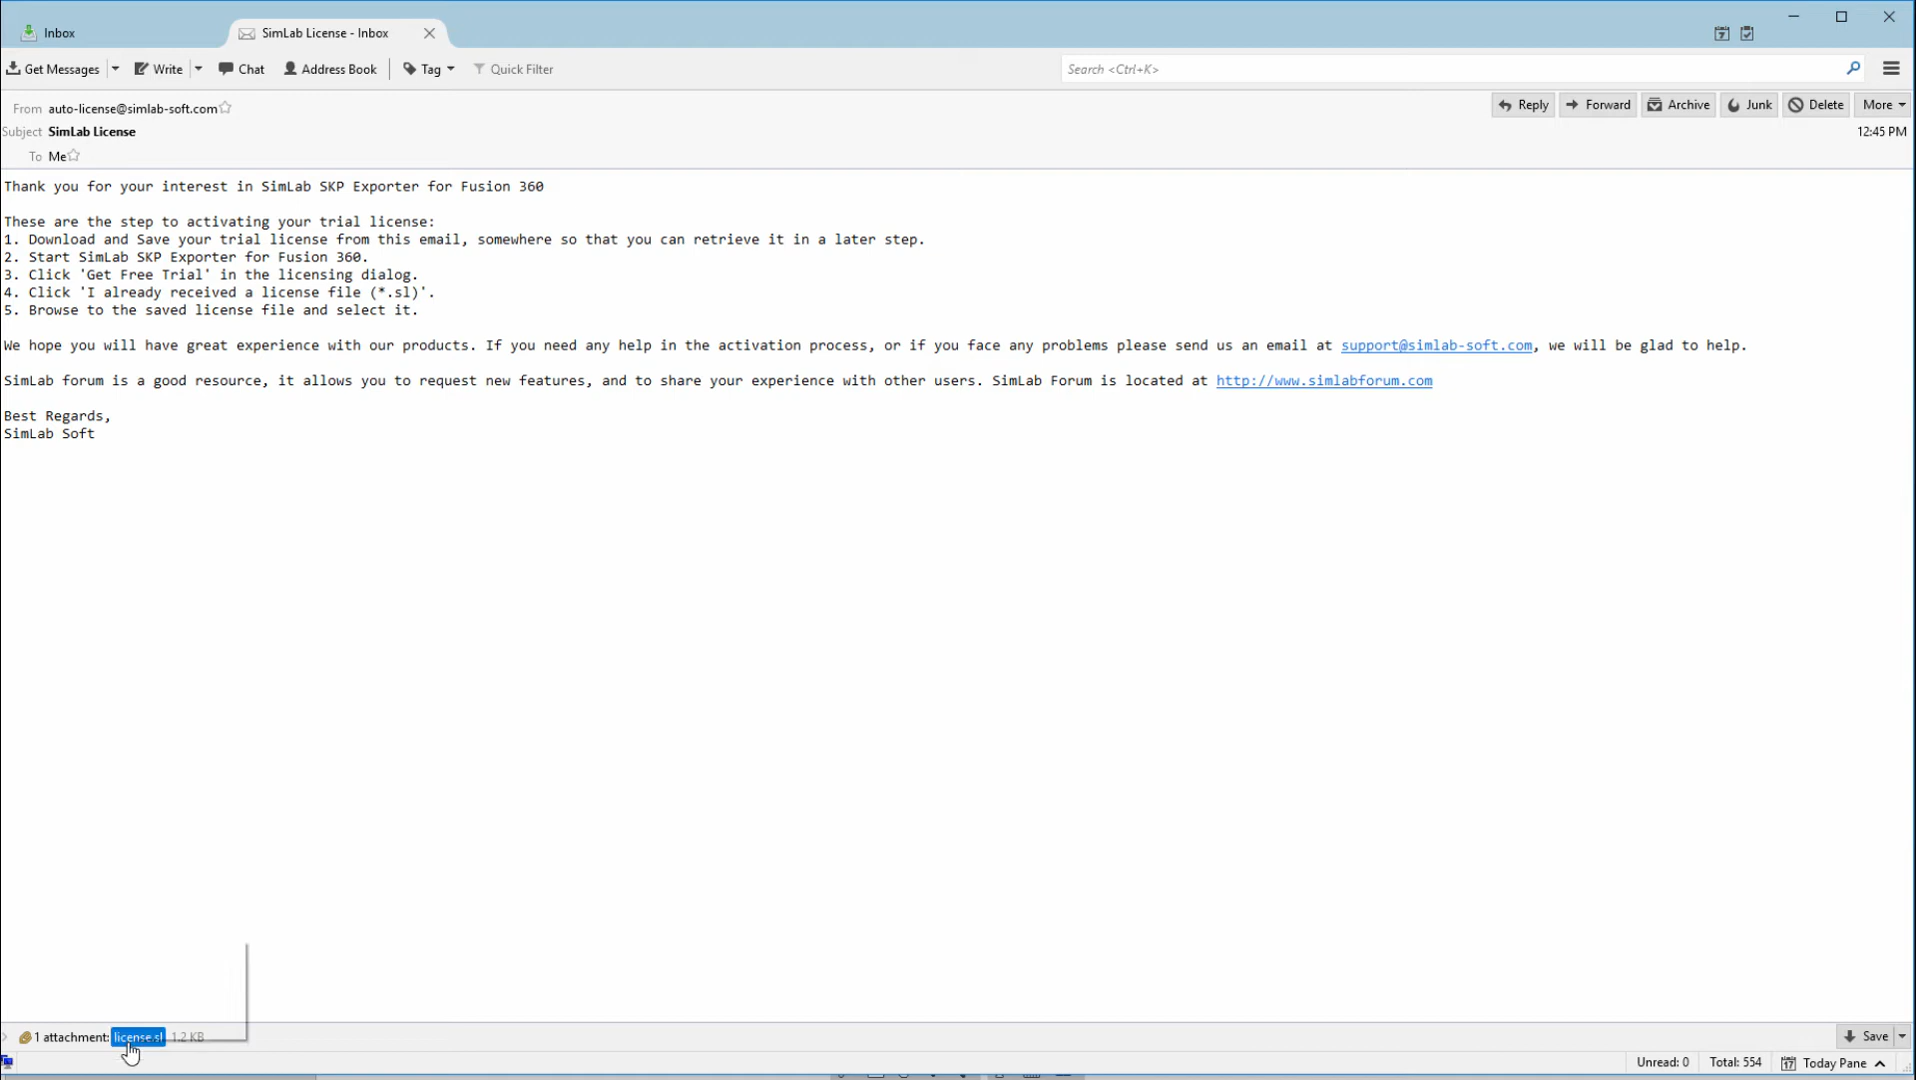 Inbox
SimLab License - Inbox
Get Messages
Write
Chat
Address Book
Tag
Quick Filter
Search <Ctrl+K>
From auto-license@simlab-soft.com
Reply
Forward
Archive
Junk
Delete
More
Subject SimLab License
12:45 PM
To Me
Thank you for your interest in SimLab SKP Exporter for Fusion 360
These are the step to activating your trial license:
1. Download and Save your trial license from this email, somewhere so that you can retrieve it in a later step.
2. Start SimLab SKP Exporter for Fusion 360.
3. Click 'Get Free Trial' in the licensing dialog.
4. Click 'I already received a license file (*.sl)'.
5. Browse to the saved license file and select it.
We hope you will have great experience with our products. If you need any help in the activation process, or if you face any problems please send us an email at support@simlab-soft.com, we will be glad to help.
SimLab forum is a good resource, it allows you to request new features, and to share your experience with other users. SimLab Forum is located at http://www.simlabforum.com
Best Regards,
SimLab Soft
1 attachment: license.sl 1.2 KB
Save
Unread: 0
Total: 554
17
Today Pane